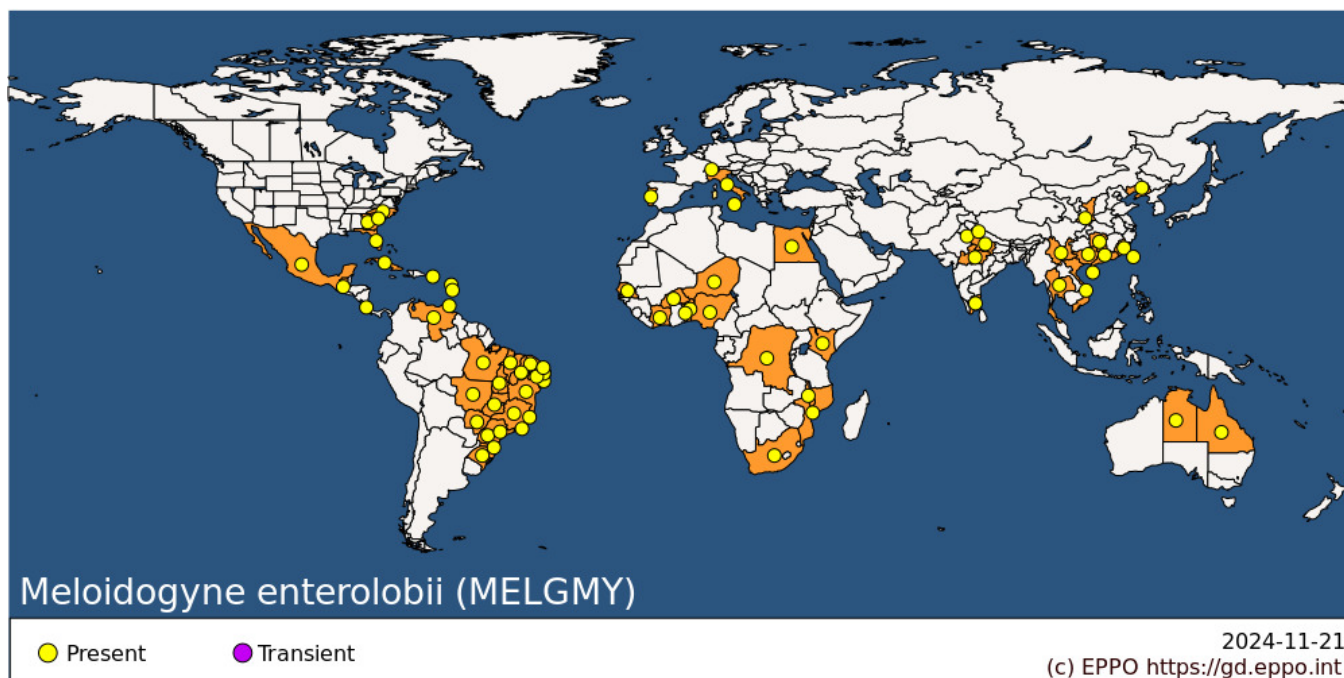 Meloidogyne enterolobii (MELGMY)
Present
Transient
2024-11-21
(c) EPPO https://gd.eppo.int